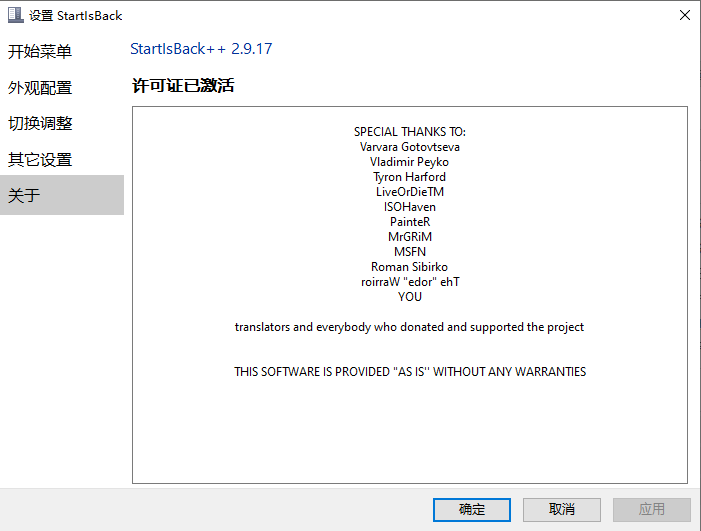 设置 StartIsBack
开始菜单
外观配置
切换调整
其它设置
关于
StartIsBack++ 2.9.17
许可证已激活
SPECIAL THANKS TO:
Varvara Gotovtseva
Vladimir Peyko
Tyron Harford
LiveOrDieTM
ISOHaven
PainteR
MrGRiM
MSFN
Roman Sibirko
roirraW "edor" ehT
YOU
translators and everybody who donated and supported the project
THIS SOFTWARE IS PROVIDED "AS IS" WITHOUT ANY WARRANTIES
确定
取消
应用